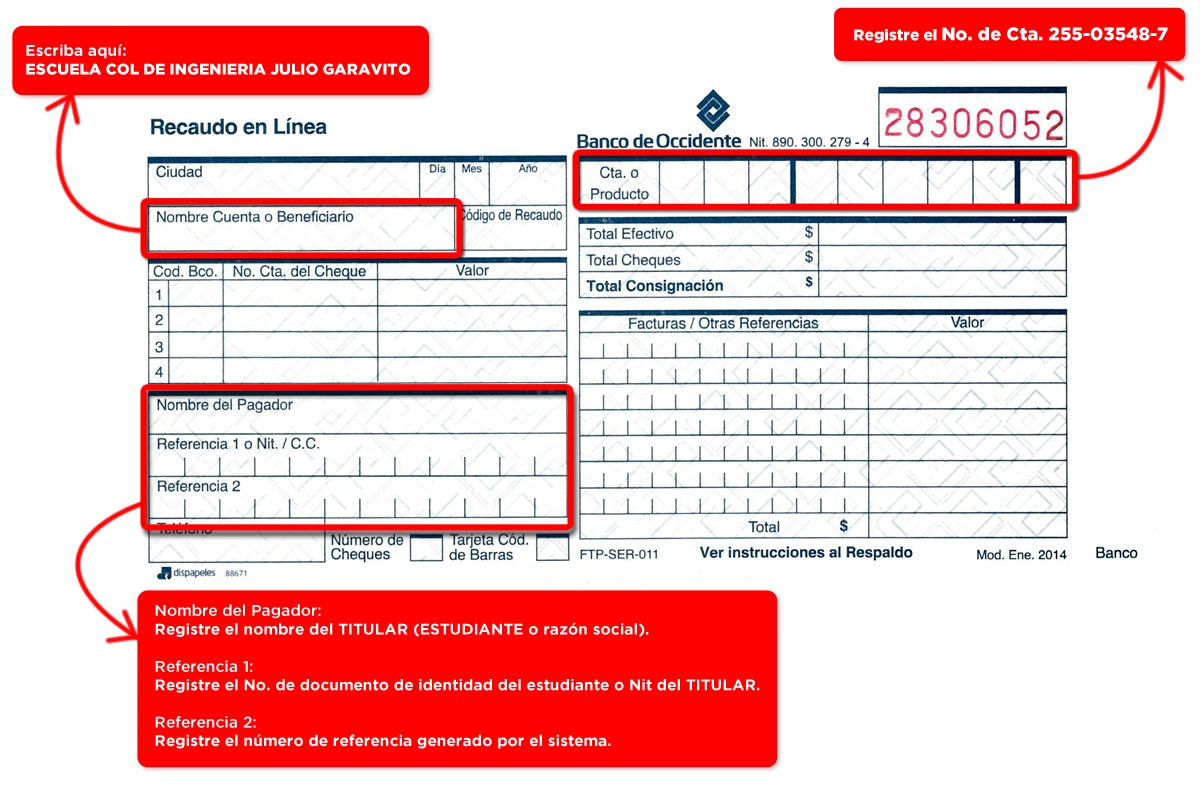 Escriba aquí:
ESCUELA COL DE INGENIERIA JULIO GARAVITO
Registre el No. de Cta. 255-03548-7
Recaudo en Línea
Banco de Occidente Nit. 890. 300. 279 - 4
28306052
Ciudad Día Mes Año
Nombre Cuenta o Beneficiario Código de Recaudo
Cta. o
Producto
Total Efectivo $
Total Cheques $
Total Consignación $
Cod. Bco. No. Cta. del Cheque Valor
1
2
3
4
Facturas / Otras Referencias Valor
Total $
Nombre del Pagador
Referencia 1 o Nit. / C.C.
Referencia 2
Teléfono
Número de
Cheques
Tarjeta Cód.
de Barras
dispapeles 88671
FTP-SER-011 Ver instrucciones al Respaldo Mod. Ene. 2014 Banco
Nombre del Pagador:
Registre el nombre del TITULAR (ESTUDIANTE o razón social).
Referencia 1:
Registre el No. de documento de identidad del estudiante o Nit del TITULAR.
Referencia 2:
Registre el número de referencia generado por el sistema.